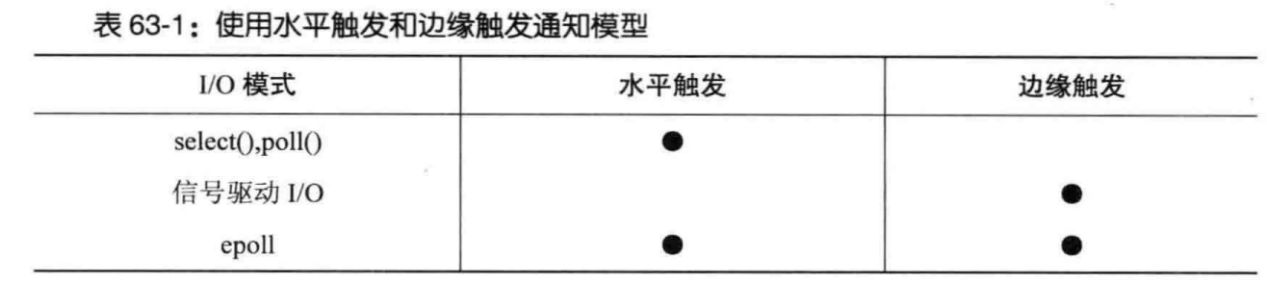 表 63-1：使用水平触发和边缘触发通知模型
I/O 模式 水平触发 边缘触发
select(),poll() ●
信号驱动 I/O ●
epoll ● ●